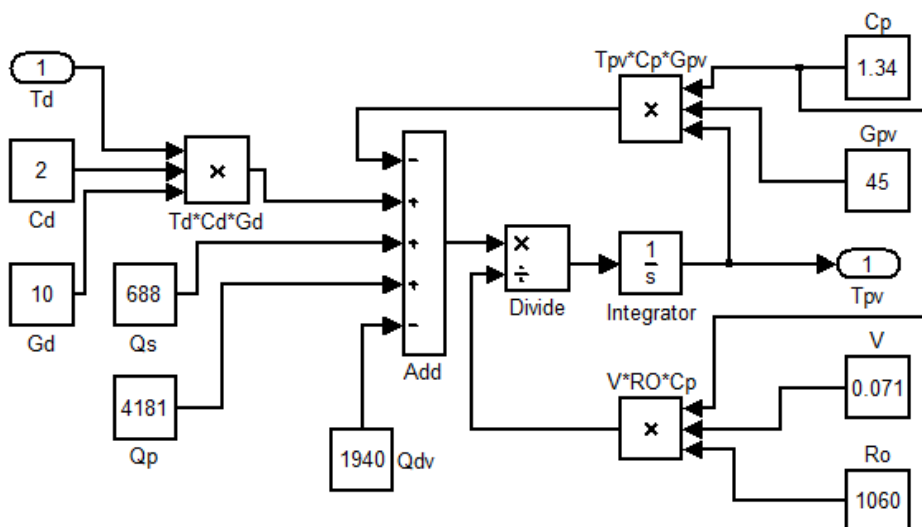 Cp
1.34
Tpv*Cp*Gpv
×
1
Td
Gpv
45
2
Cd
×
Td*Cd*Gd
−
+
+
+
−
Add
×
÷
Divide
1
s
Integrator
1
Tpv
10
Gd
688
Qs
4181
Qp
1940
Qdv
V*RO*Cp
×
V
0.071
Ro
1060